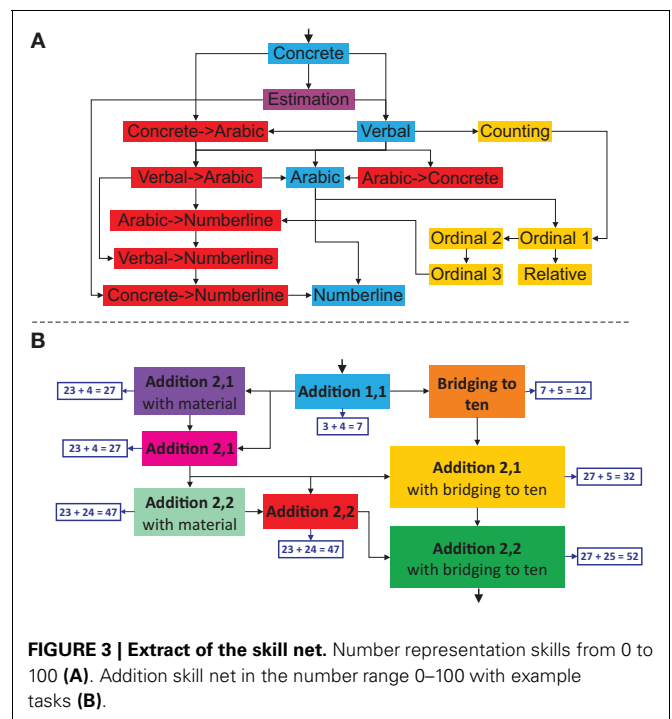 A
Concrete
Estimation
Concrete->Arabic
Verbal
Counting
Verbal->Arabic
Arabic
Arabic->Concrete
Arabic->Numberline
Ordinal 2
Ordinal 1
Verbal->Numberline
Ordinal 3
Relative
Concrete->Numberline
Numberline
B
23 + 4 = 27
Addition 2,1
with material
Addition 1,1
Bridging to
ten
7 + 5 = 12
3 + 4 = 7
23 + 4 = 27
Addition 2,1
Addition 2,1
with bridging to ten
27 + 5 = 32
23 + 24 = 47
Addition 2,2
with material
Addition 2,2
23 + 24 = 47
Addition 2,2
with bridging to ten
27 + 25 = 52
FIGURE 3 | Extract of the skill net. Number representation skills from 0 to
100 (A). Addition skill net in the number range 0–100 with example
tasks (B).